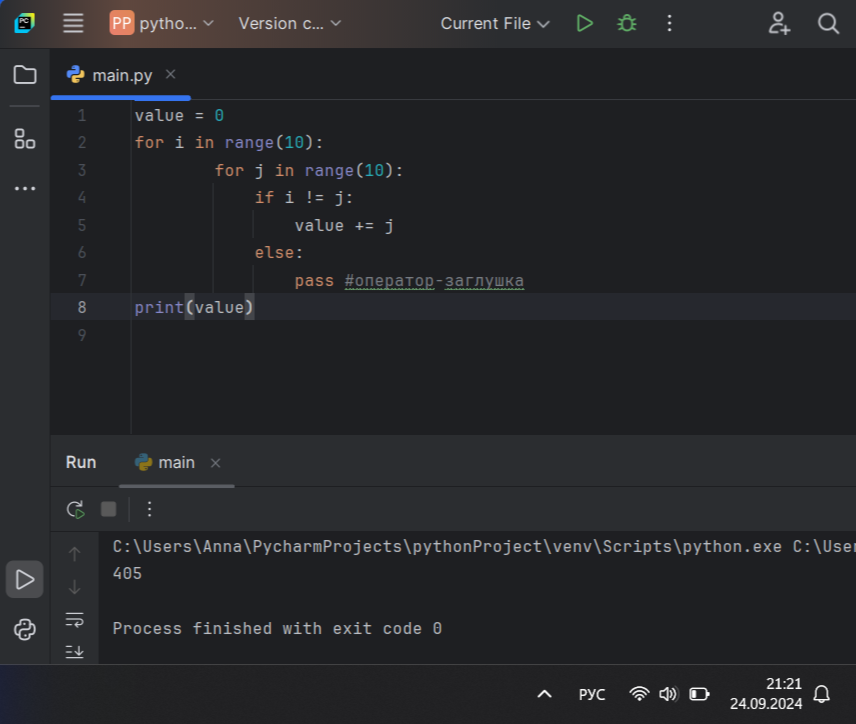 PC PP pytho... Version c... Current File
main.py
1 value = 0
2 for i in range(10):
3 for j in range(10):
4 if i != j:
5 value += j
6 else:
7 pass #оператор-заглушка
8 print(value)
9
Run main
C:\Users\Anna\PycharmProjects\pythonProject\venv\Scripts\python.exe C:\User
405
Process finished with exit code 0
РУС 21:21
24.09.2024